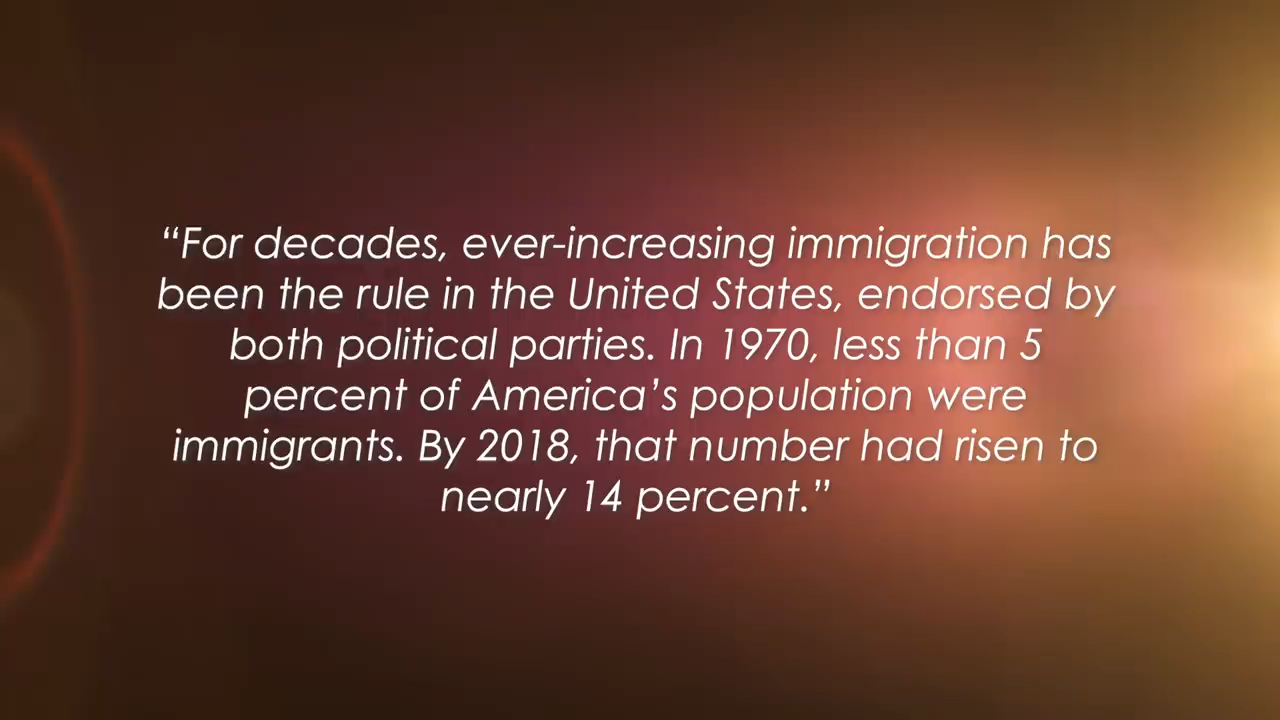 “For decades, ever-increasing immigration has
been the rule in the United States, endorsed by
both political parties. In 1970, less than 5
percent of America’s population were
immigrants. By 2018, that number had risen to
nearly 14 percent.”